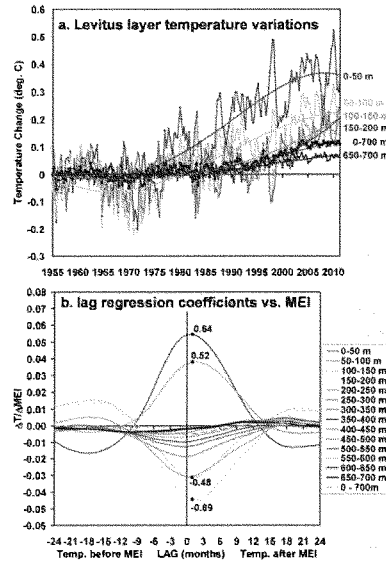 a. Levitus layer temperature variations
Temperature Change (deg. C)
0.6
0.5
0.4
0.3
0.2
0.1
0
-0.1
-0.2
-0.3
0-50 m
50-100 m
100-150 m
150-200 m
0-700 m
650-700 m
1955 1960 1965 1970 1975 1980 1985 1990 1995 2000 2005 2010
b. lag regression coefficients vs. MEI
ΔT/ΔMEI
0.08
0.07
0.06
0.05
0.04
0.03
0.02
0.01
0.00
-0.01
-0.02
-0.03
-0.04
-0.05
0.64
0.52
-0.48
-0.69
0-50 m
50-100 m
100-150 m
150-200 m
200-250 m
250-300 m
300-350 m
350-400 m
400-450 m
450-500 m
500-550 m
550-600 m
600-650 m
650-700 m
0 - 700m
-24 -21 -18 -15 -12 -9 -6 -3 0 3 6 9 12 15 18 21 24
Temp. before MEI LAG (months) Temp. after MEI